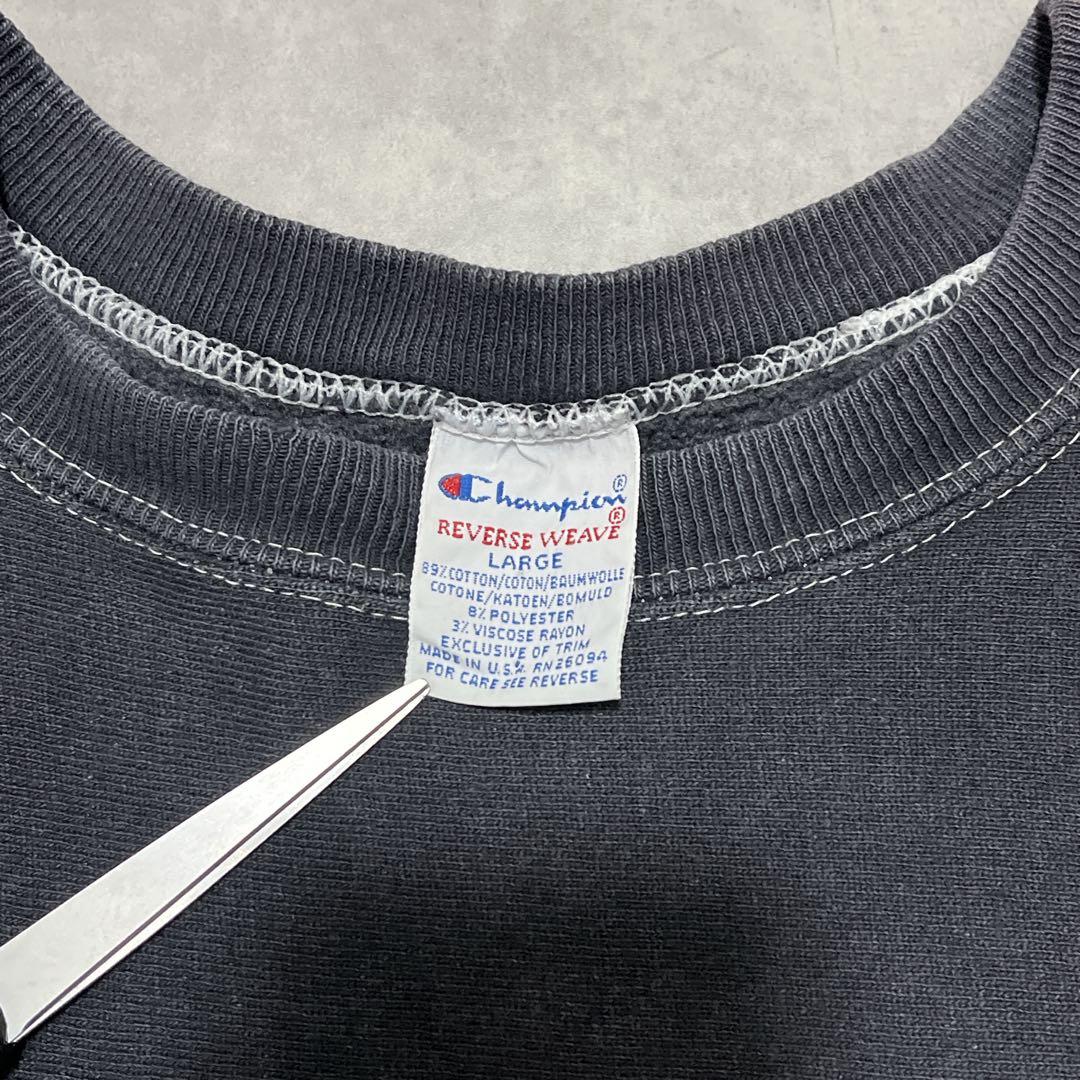 Champion®
REVERSE WEAVE®
LARGE
89% COTTON/COTON/BAUMWOLLE
COTONE/KATOEN/BOMULD
8% POLYESTER
3% VISCOSE RAYON
EXCLUSIVE OF TRIM
MADE IN U.S.A. RN26094
FOR CARE SEE REVERSE